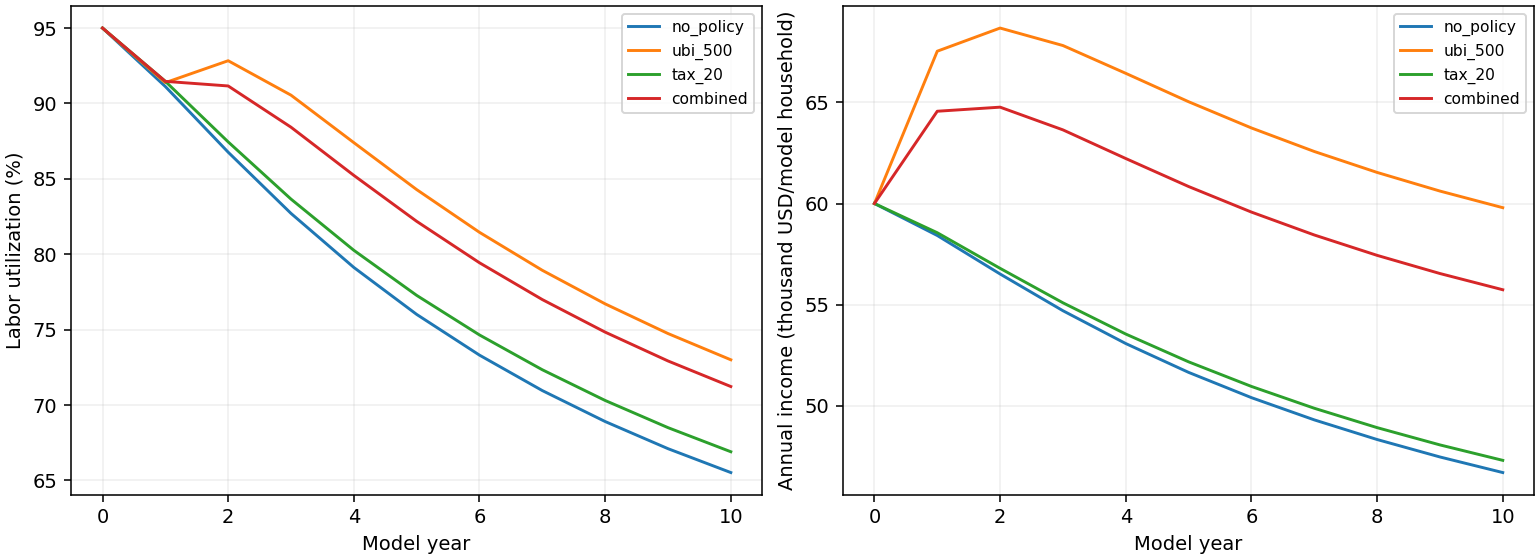 Labor utilization (%)
95
90
85
80
75
70
65
no_policy
ubi_500
tax_20
combined
0
2
4
6
8
10
Model year
Annual income (thousand USD/model household)
65
60
55
50
no_policy
ubi_500
tax_20
combined
0
2
4
6
8
10
Model year